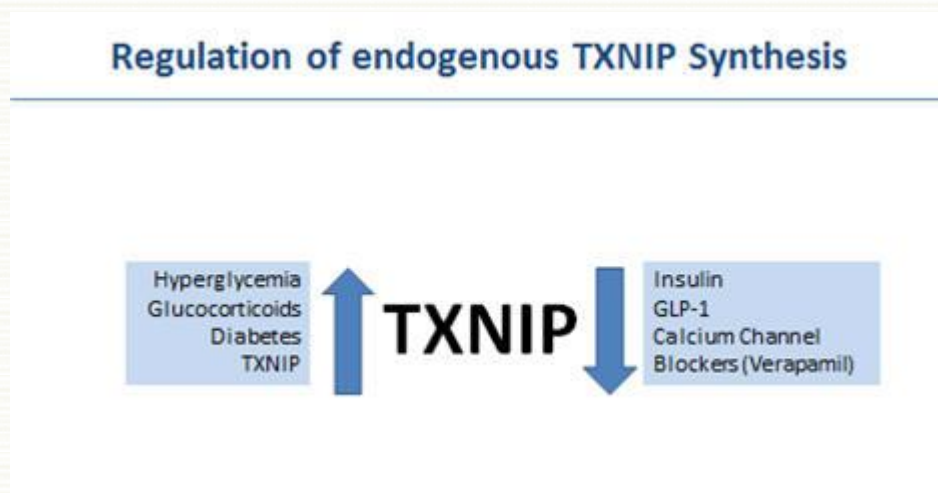 Regulation of endogenous TXNIP Synthesis
Hyperglycemia
Glucocorticoids
Diabetes
TXNIP
TXNIP
Insulin
GLP-1
Calcium Channel
Blockers (Verapamil)